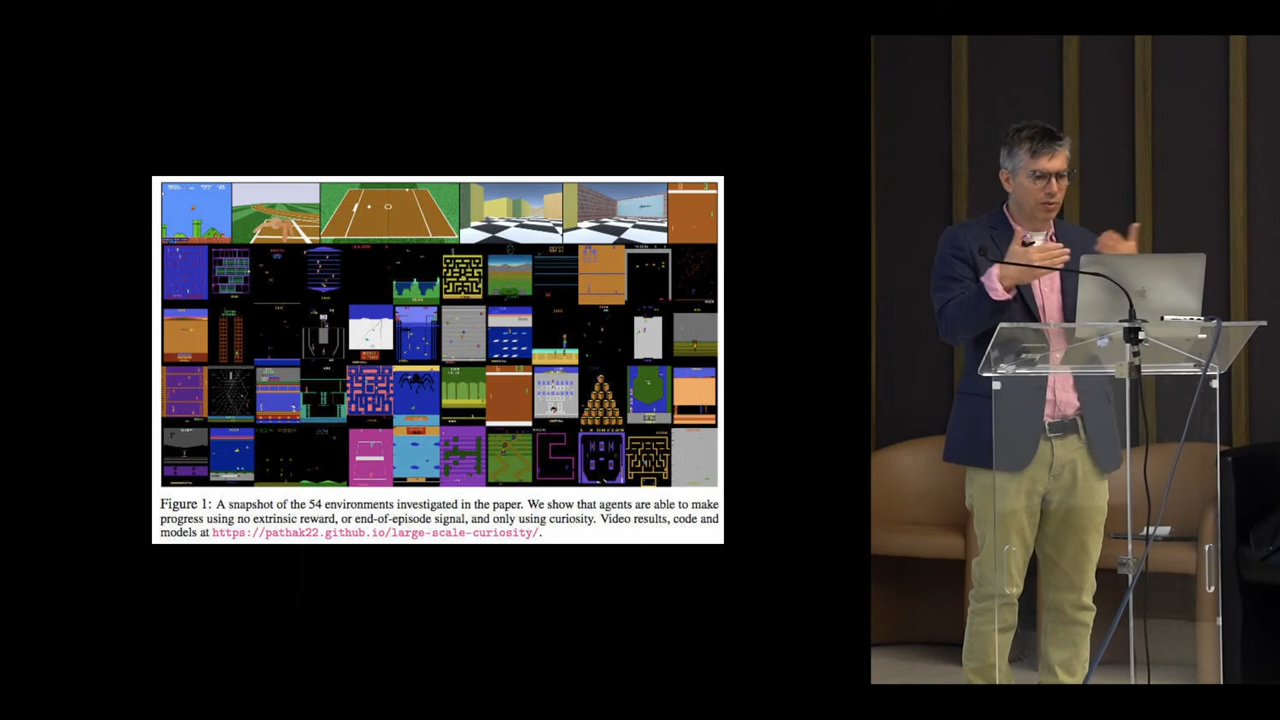 Figure 1: A snapshot of the 54 environments investigated in the paper. We show that agents are able to make
progress using no extrinsic reward, or end-of-episode signal, and only using curiosity. Video results, code and
models at https://pathak22.github.io/large-scale-curiosity/.